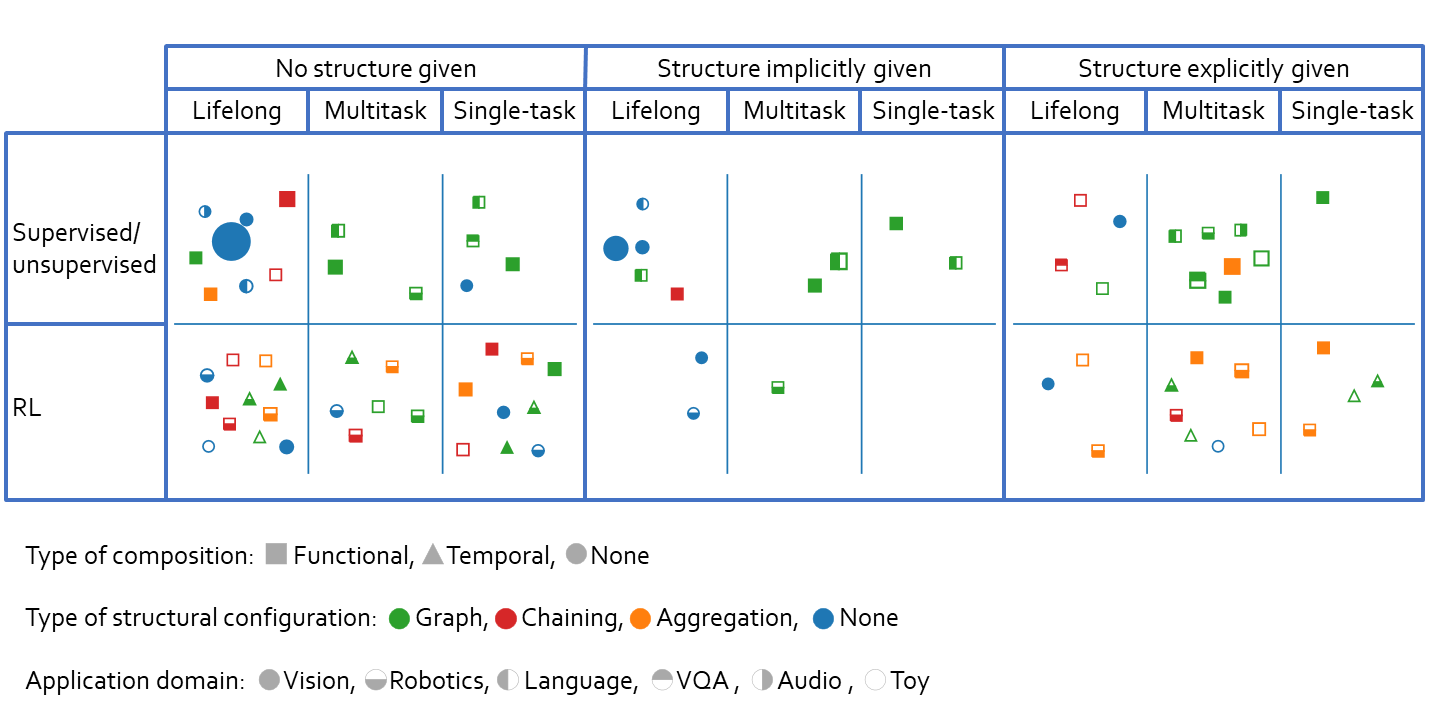 No structure given Structure implicitly given Structure explicitly given
Lifelong Multitask Single-task Lifelong Multitask Single-task Lifelong Multitask Single-task
Supervised/
unsupervised
RL
Type of composition: Functional, Temporal, None
Type of structural configuration: Graph, Chaining, Aggregation, None
Application domain: Vision, Robotics, Language, VQA , Audio , Toy